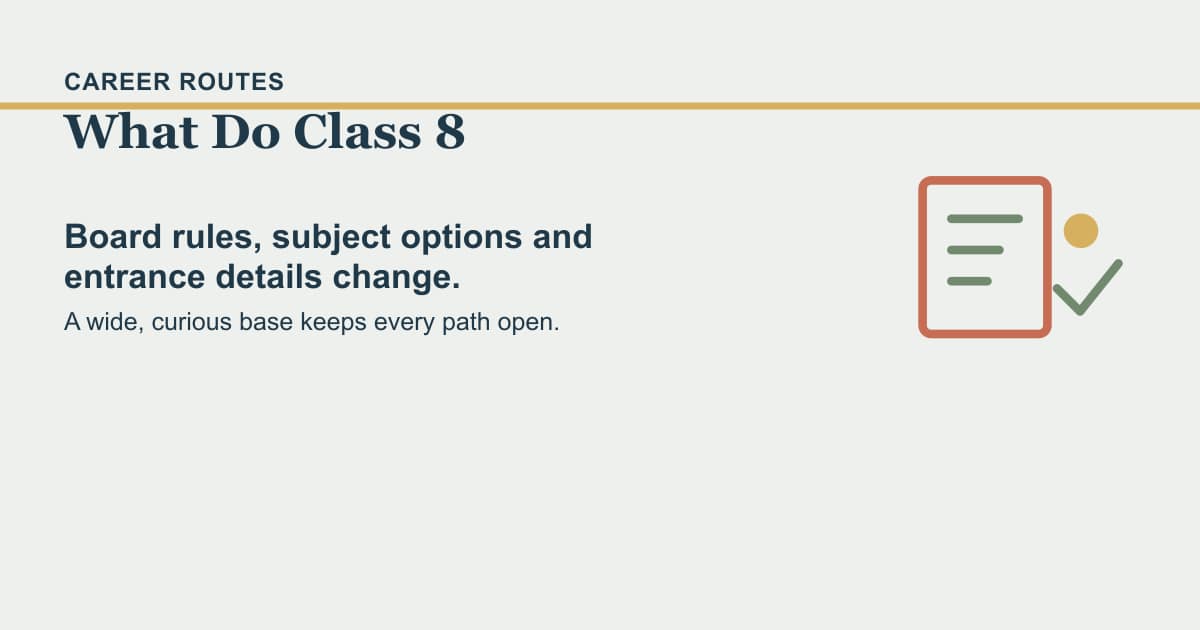 CAREER ROUTES
What Do Class 8
Board rules, subject options and
entrance details change.
A wide, curious base keeps every path open.